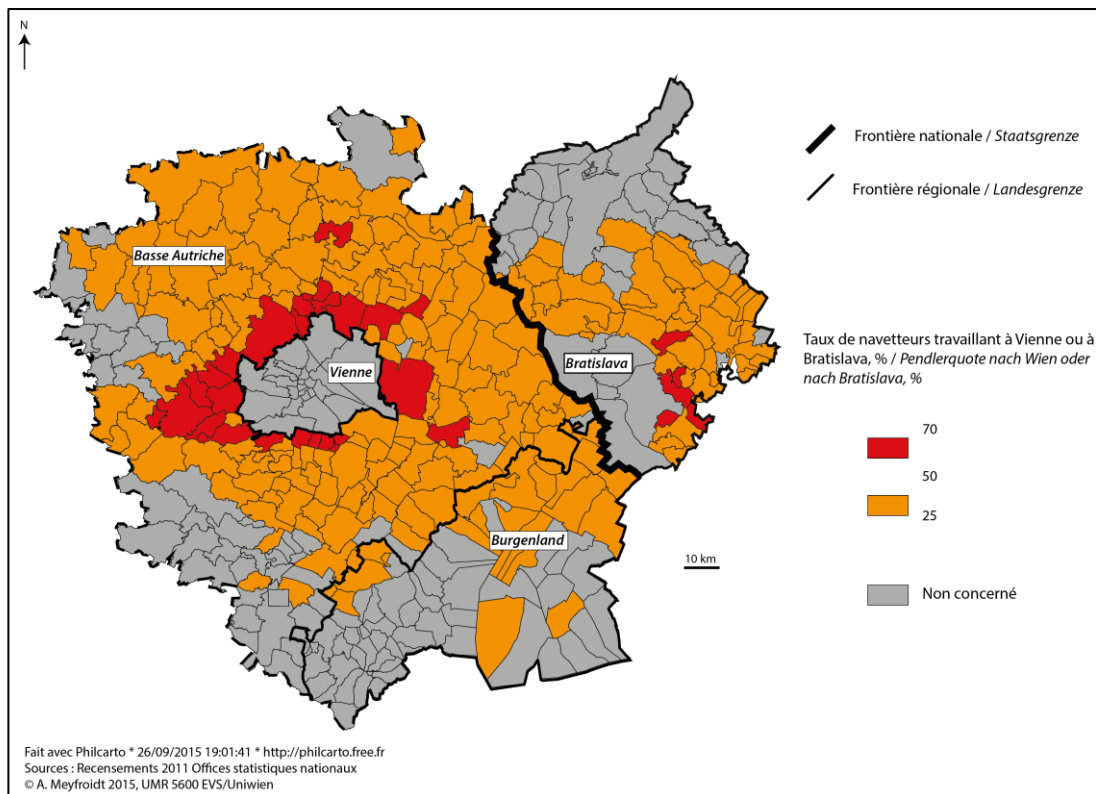 N
Frontière nationale / Staatsgrenze
Frontière régionale / Landesgrenze
Basse Autriche
Vienne
Bratislava
Burgenland
Taux de navetteurs travaillant à Vienne ou à
Bratislava, % / Pendlerquote nach Wien oder
nach Bratislava, %
70
50
25
10 km
Non concerné
Fait avec Philcarto * 26/09/2015 19:01:41 * http://philcarto.free.fr
Sources : Recensements 2011 Offices statistiques nationaux
© A. Meyfroidt 2015, UMR 5600 EVS/Uniwien